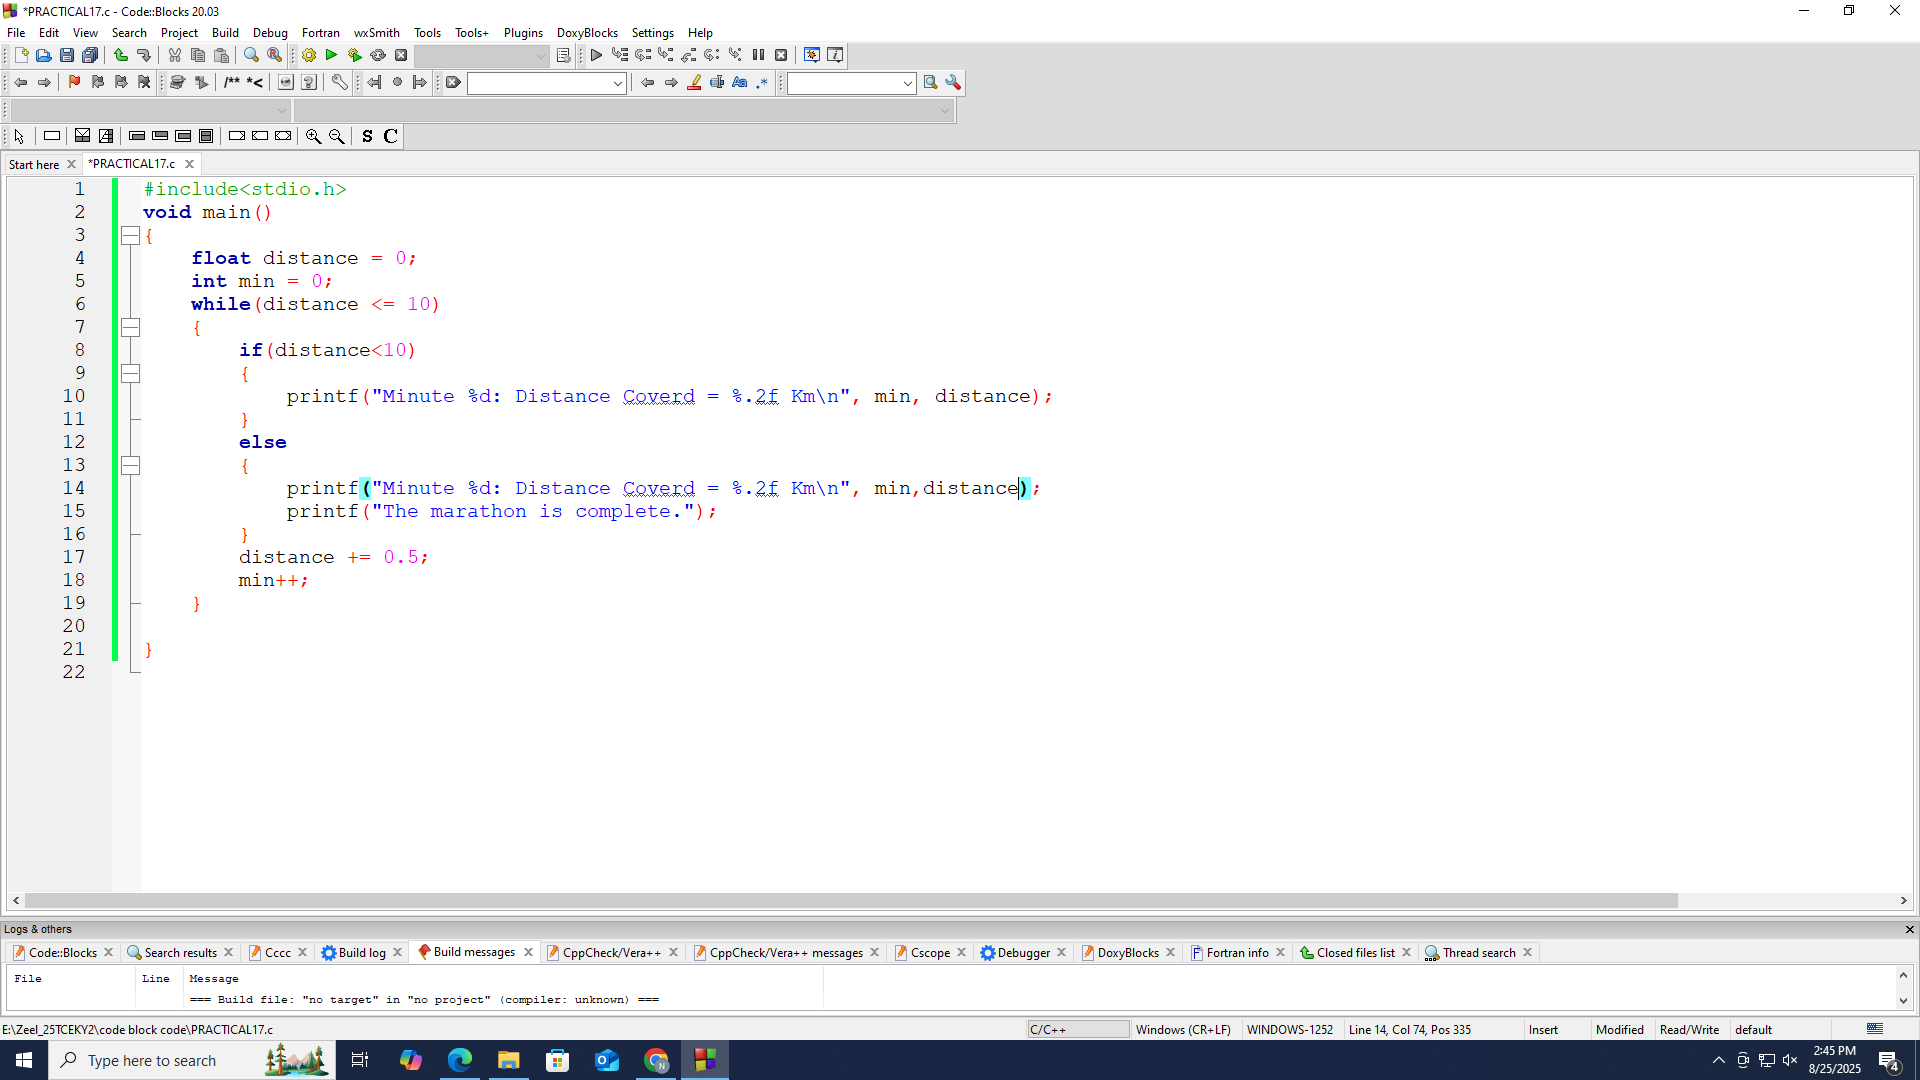 *PRACTICAL17.c - Code::Blocks 20.03
File Edit View Search Project Build Debug Fortran wxSmith Tools Tools+ Plugins DoxyBlocks Settings Help
/** *<
Aa .*
S C
Start here *PRACTICAL17.c
1 #include<stdio.h>
2 void main()
3 {
4 float distance = 0;
5 int min = 0;
6 while(distance <= 10)
7 {
8 if(distance<10)
9 {
10 printf("Minute %d: Distance Coverd = %.2f Km\n", min, distance);
11 }
12 else
13 {
14 printf("Minute %d: Distance Coverd = %.2f Km\n", min,distance);
15 printf("The marathon is complete.");
16 }
17 distance += 0.5;
18 min++;
19 }
20
21 }
22
Logs & others
Code::Blocks Search results Cccc Build log Build messages CppCheck/Vera++ CppCheck/Vera++ messages Cscope Debugger DoxyBlocks Fortran info Closed files list Thread search
File Line Message
=== Build file: "no target" in "no project" (compiler: unknown) ===
E:\Zeel_25TCEKY2\code block code\PRACTICAL17.c C/C++ Windows (CR+LF) WINDOWS-1252 Line 14, Col 74, Pos 335 Insert Modified Read/Write default
Type here to search
2:45 PM
8/25/2025
4